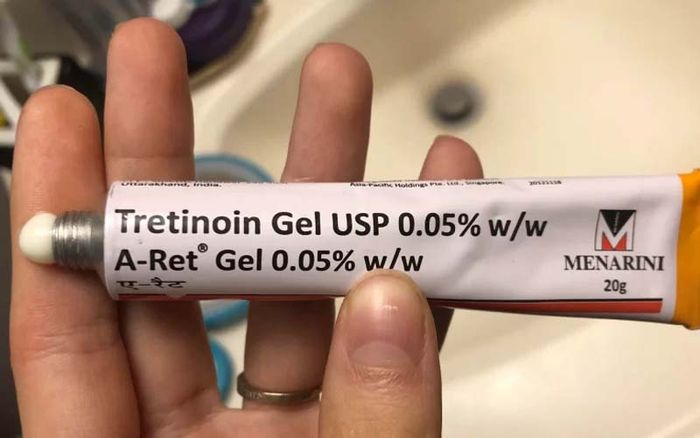 Uttarakhand, India.
Asia-Pacific Holdings Pte. Ltd., Singapore.
Tretinoin Gel USP 0.05% w/w
A-Ret® Gel 0.05% w/w
ए-रैट
MENARINI
20g